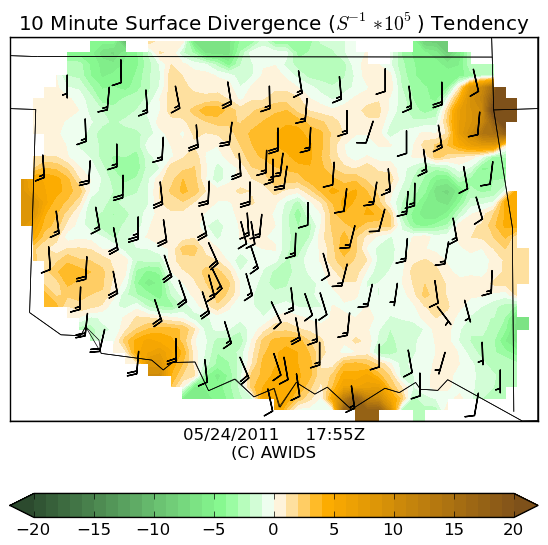 10 Minute Surface Divergence (S⁻¹ *10⁵ ) Tendency
05/24/2011 17:55Z
(C) AWIDS
−20 −15 −10 −5 0 5 10 15 20